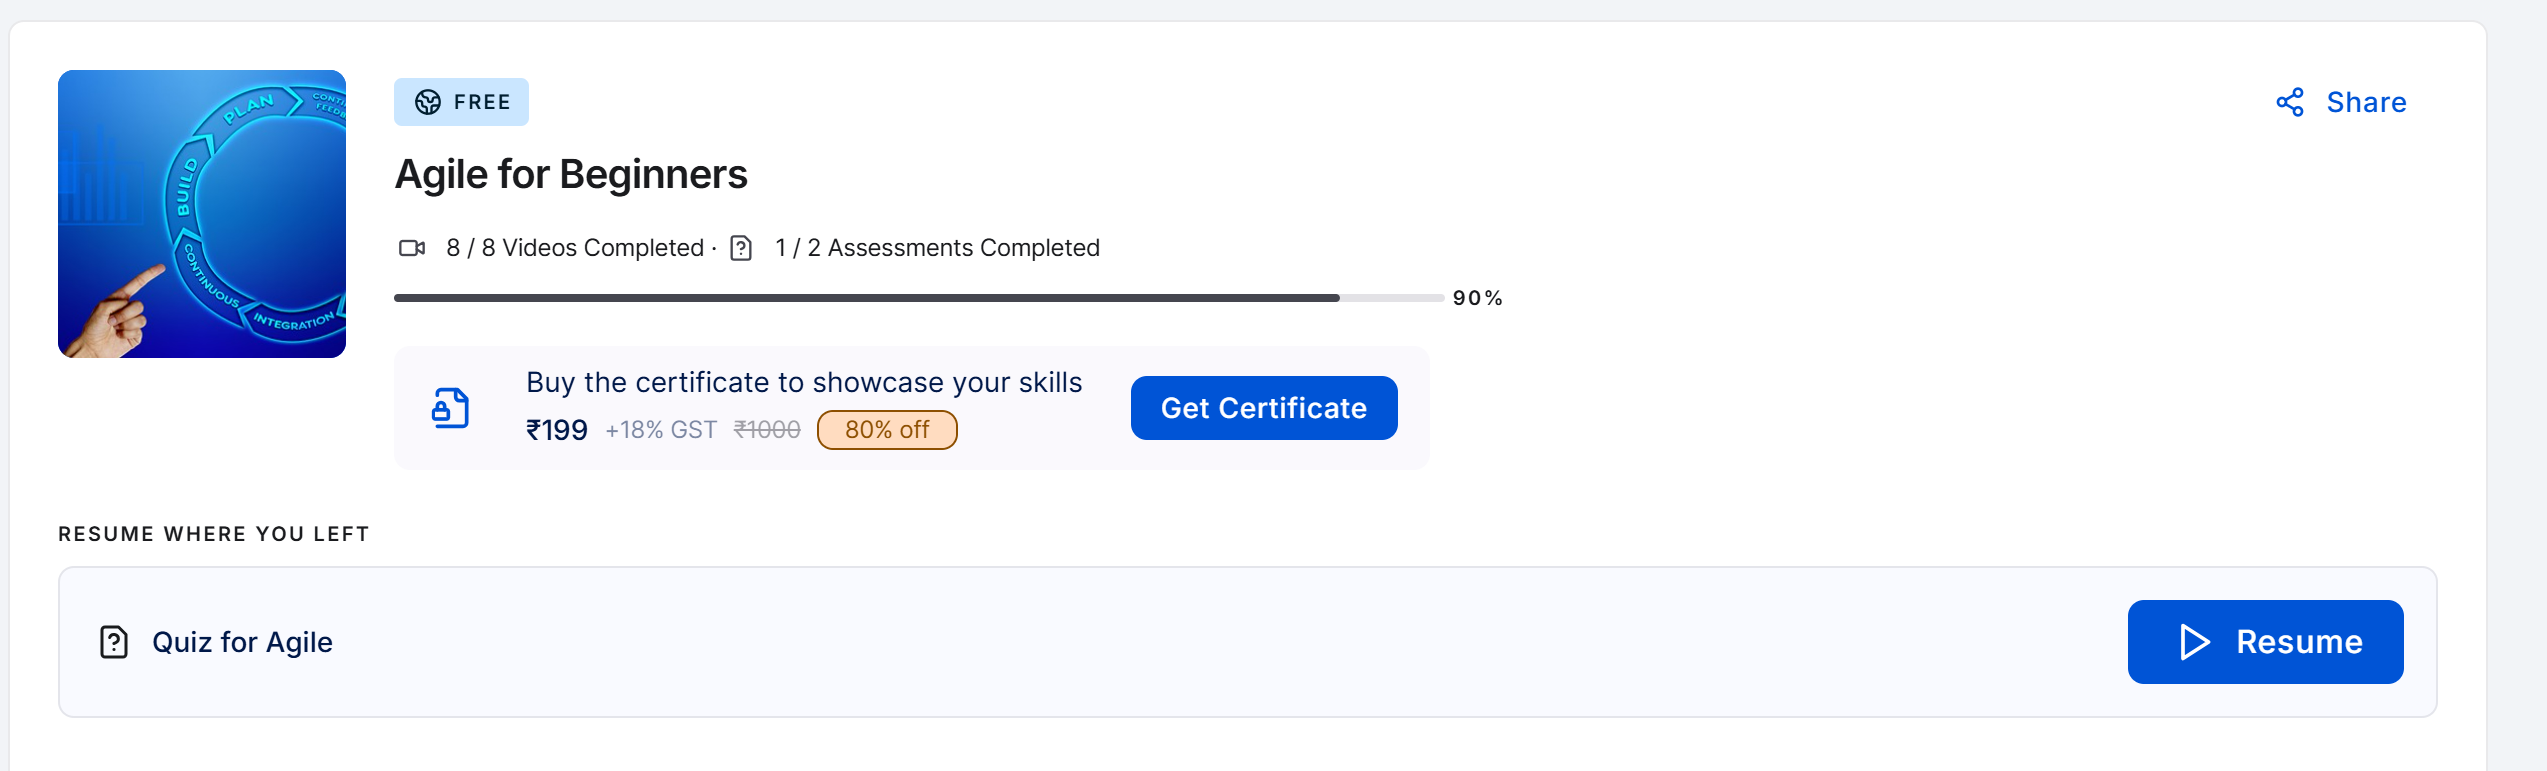 PLAN
CONTI
FEEDB
BUILD
CONTINUOUS
INTEGRATION
FREE
Share
Agile for Beginners
8 / 8 Videos Completed · 1 / 2 Assessments Completed
90%
Buy the certificate to showcase your skills
₹199 +18% GST ₹1000 80% off
Get Certificate
RESUME WHERE YOU LEFT
Quiz for Agile
Resume